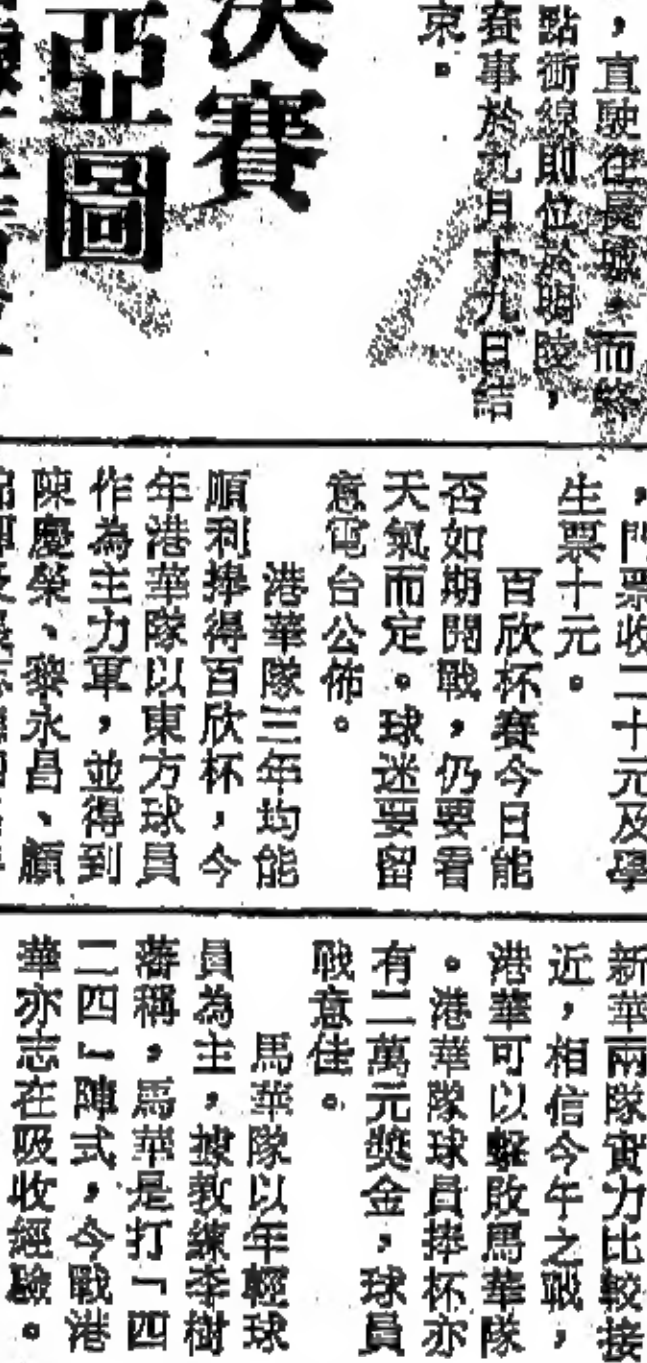 ，直駛往長城，而終
點衝線則位於明陵，
賽事於九月十九日結
京。
決賽
亞圖
，門票收二十元及學
生票十元。
百欣杯賽今日能
否如期開戰，仍要看
天氣而定。球迷要留
意電台公佈。
港華隊三年均能
順利捧得百欣杯，今
年港華隊以東方球員
作為主力軍，並得到
陳慶榮、黎永昌、顧
新華兩隊實力比較接
近，相信今午之戰，
港華可以擊敗馬華隊
。港華隊球員捧杯亦
有二萬元獎金，球員
戰意佳。
馬華隊以年輕球
員為主，據教練李樹
蕃稱，馬華是打「四
二四」陣式，今戰港
華亦志在吸收經驗。